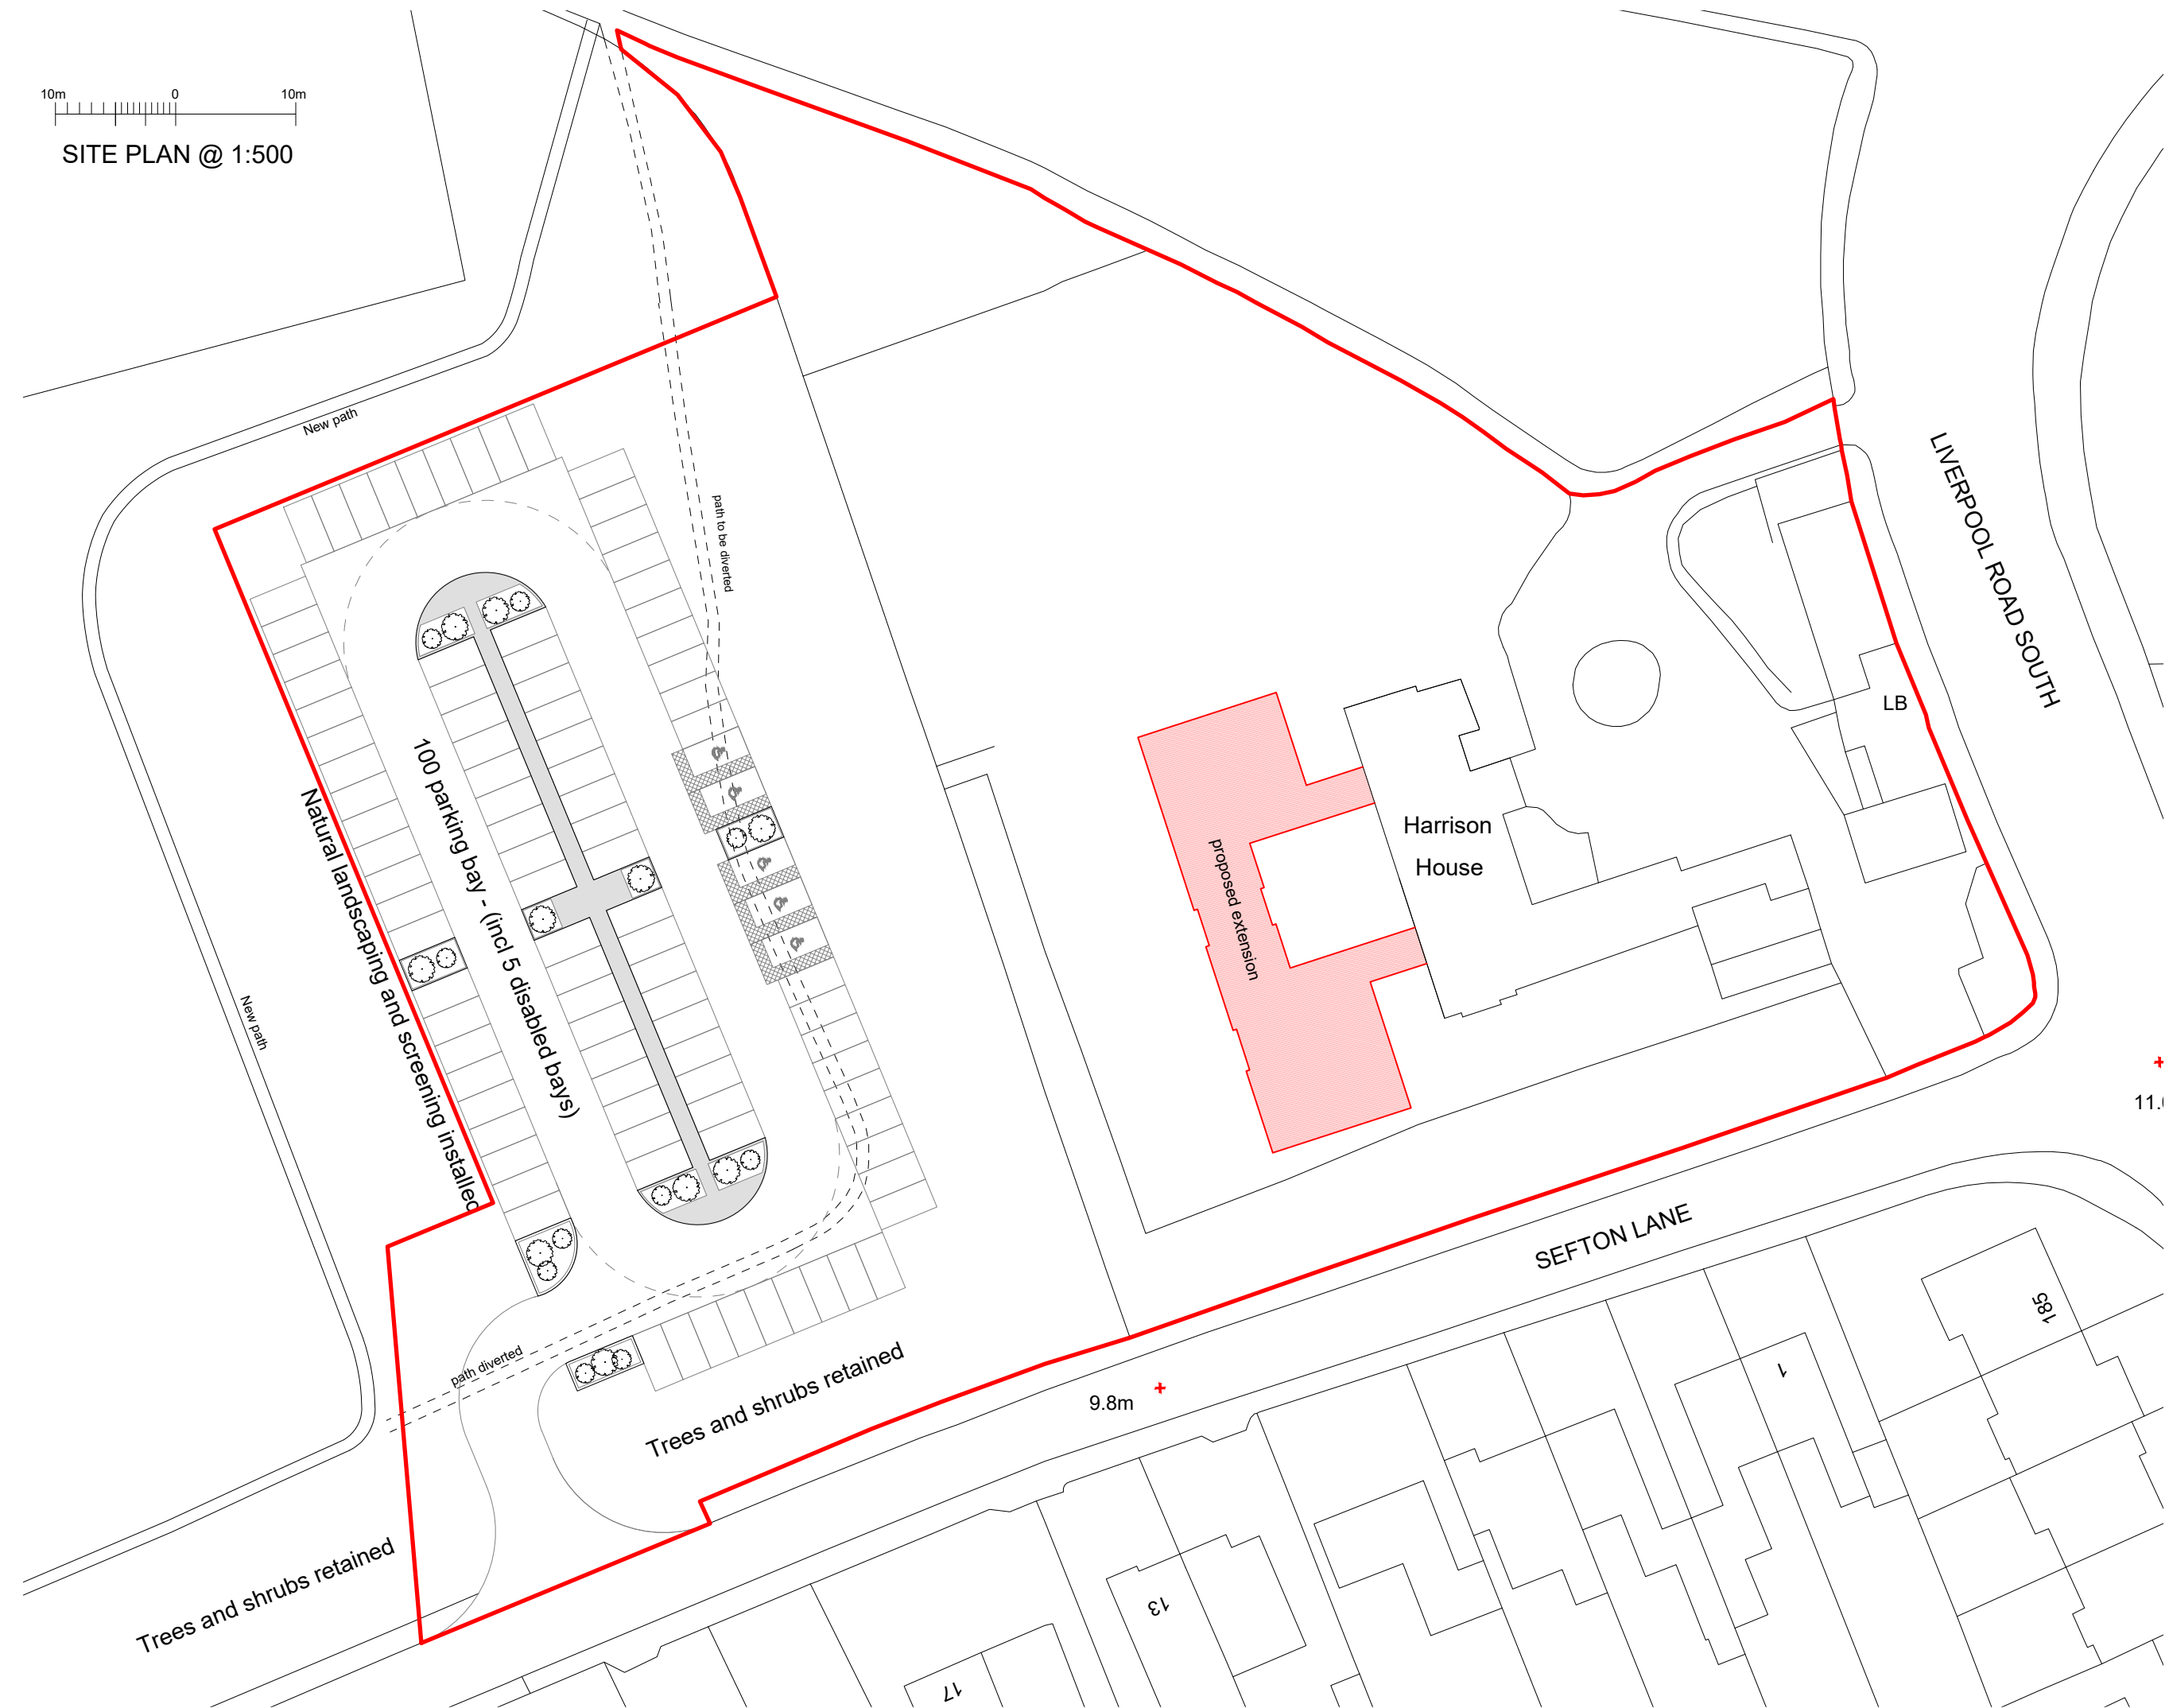 10m 0 10m
SITE PLAN @ 1:500
New path
path to be diverted
LIVERPOOL ROAD SOUTH
LB
100 parking bay - (incl 5 disabled bays)
Natural landscaping and screening installed
Harrison
House
proposed extension
New path
SEFTON LANE
185
path diverted
Trees and shrubs retained
9.8m
1
Trees and shrubs retained
13
17